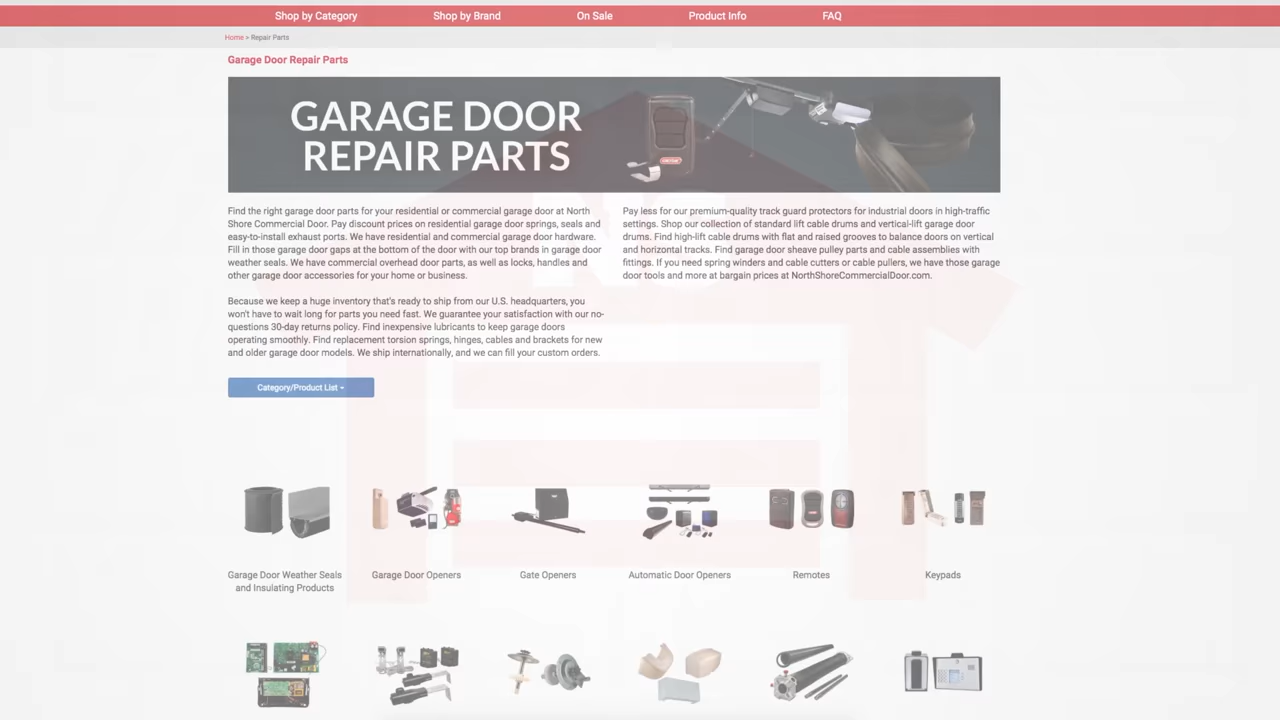 Shop by Category Shop by Brand On Sale Product Info FAQ
Home > Repair Parts
Garage Door Repair Parts
GARAGE DOOR
REPAIR PARTS
Find the right garage door parts for your residential or commercial garage door at North
Shore Commercial Door. Pay discount prices on residential garage door springs, seals and
easy-to-install exhaust ports. We have residential and commercial garage door hardware.
Fill in those garage door gaps at the bottom of the door with our top brands in garage door
weather seals. We have commercial overhead door parts, as well as locks, handles and
other garage door accessories for your home or business.
Because we keep a huge inventory that's ready to ship from our U.S. headquarters, you
won't have to wait long for parts you need fast. We guarantee your satisfaction with our no-
questions 30-day returns policy. Find inexpensive lubricants to keep garage doors
operating smoothly. Find replacement torsion springs, hinges, cables and brackets for new
and older garage door models. We ship internationally, and we can fill your custom orders.
Pay less for our premium-quality track guard protectors for industrial doors in high-traffic
settings. Shop our collection of standard lift cable drums and vertical-lift garage door
drums. Find high-lift cable drums with flat and raised grooves to balance doors on vertical
and horizontal tracks. Find garage door sheave pulley parts and cable assemblies with
fittings. If you need spring winders and cable cutters or cable pullers, we have those garage
door tools and more at bargain prices at NorthShoreCommercialDoor.com.
Category/Product List
NS
Garage Door Weather Seals
and Insulating Products
Garage Door Openers
Gate Openers
Automatic Door Openers
Remotes
Keypads